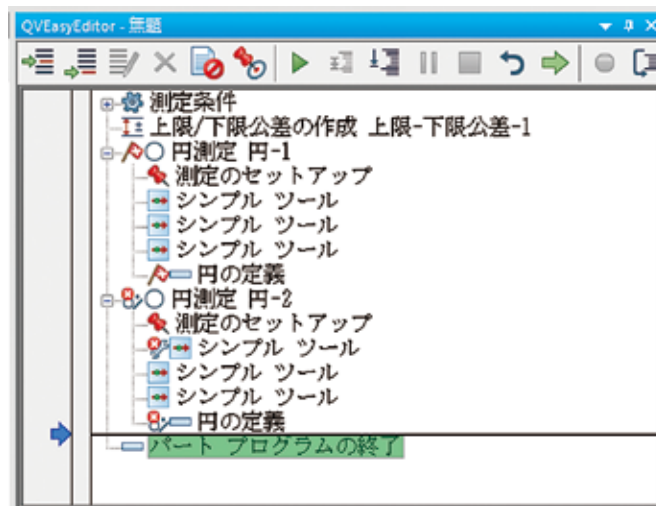 QVEasyEditor - 無題
測定条件
上限/下限公差の作成 上限-下限公差-1
円測定 円-1
測定のセットアップ
シンプル ツール
シンプル ツール
シンプル ツール
円の定義
円測定 円-2
測定のセットアップ
シンプル ツール
シンプル ツール
シンプル ツール
円の定義
パート プログラムの終了